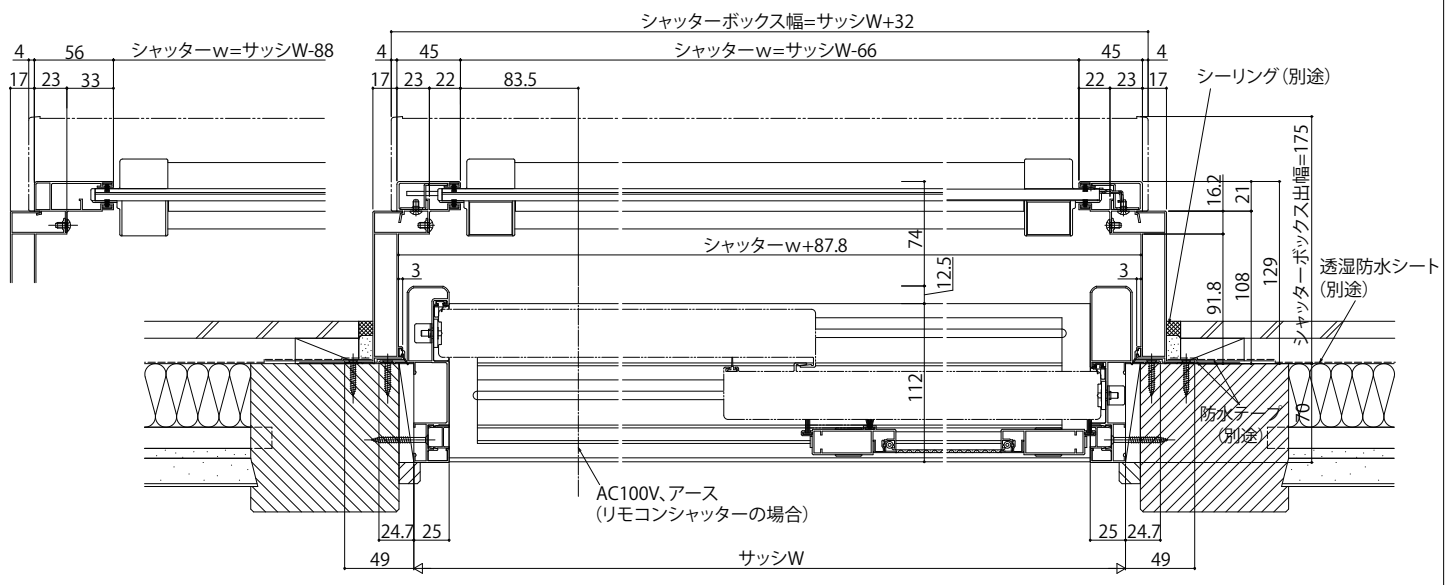 シャッターボックス幅=サッシW+32
4 56 シャッターw=サッシW-88 4 45 シャッターw=サッシW-66 45 4
17 23 33 17 23 22 83.5 22 23 17
シーリング(別途)
シャッターボックス出幅=175
16.2 21
シャッターw+87.8
74
3 12.5 3
91.8 108 129
透湿防水シート
(別途)
112
防水テープ
(別途)
70
AC100V、アース
(リモコンシャッターの場合)
24.7 25 25 24.7
49 サッシW 49